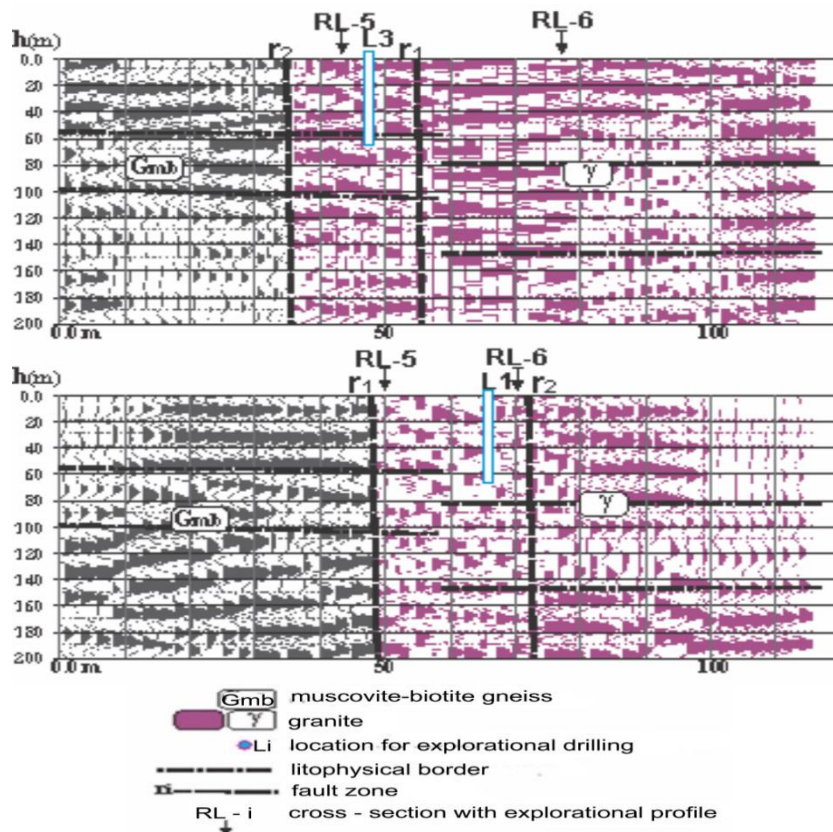 RL-5 RL-6
h(m) r2 L3 r1
0.0
20
40
60
80
Gmb γ
100
120
140
160
180
200
0.0 m. 50 100
RL-5 RL-6
h(m) r1 L1 r2
0.0
20
40
60
80
γ
100
Gmb
120
140
160
180
200
0.0 m. 50 100
Gmb muscovite-biotite gneiss
γ granite
Li location for explorational drilling
litophysical border
ri fault zone
RL - i cross - section with explorational profile